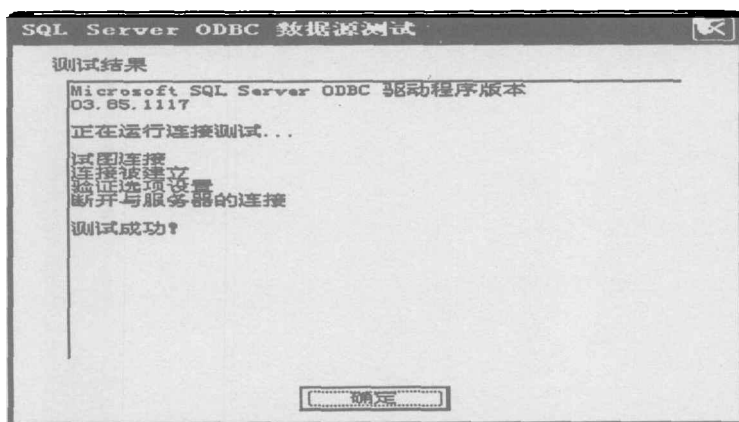 SQL Server ODBC 数据源测试
测试结果
Microsoft SQL Server ODBC 驱动程序版本
03.85.1117
正在运行连接测试...
试图连接
连接被建立
验证选项设置
断开与服务器的连接
测试成功!
确定